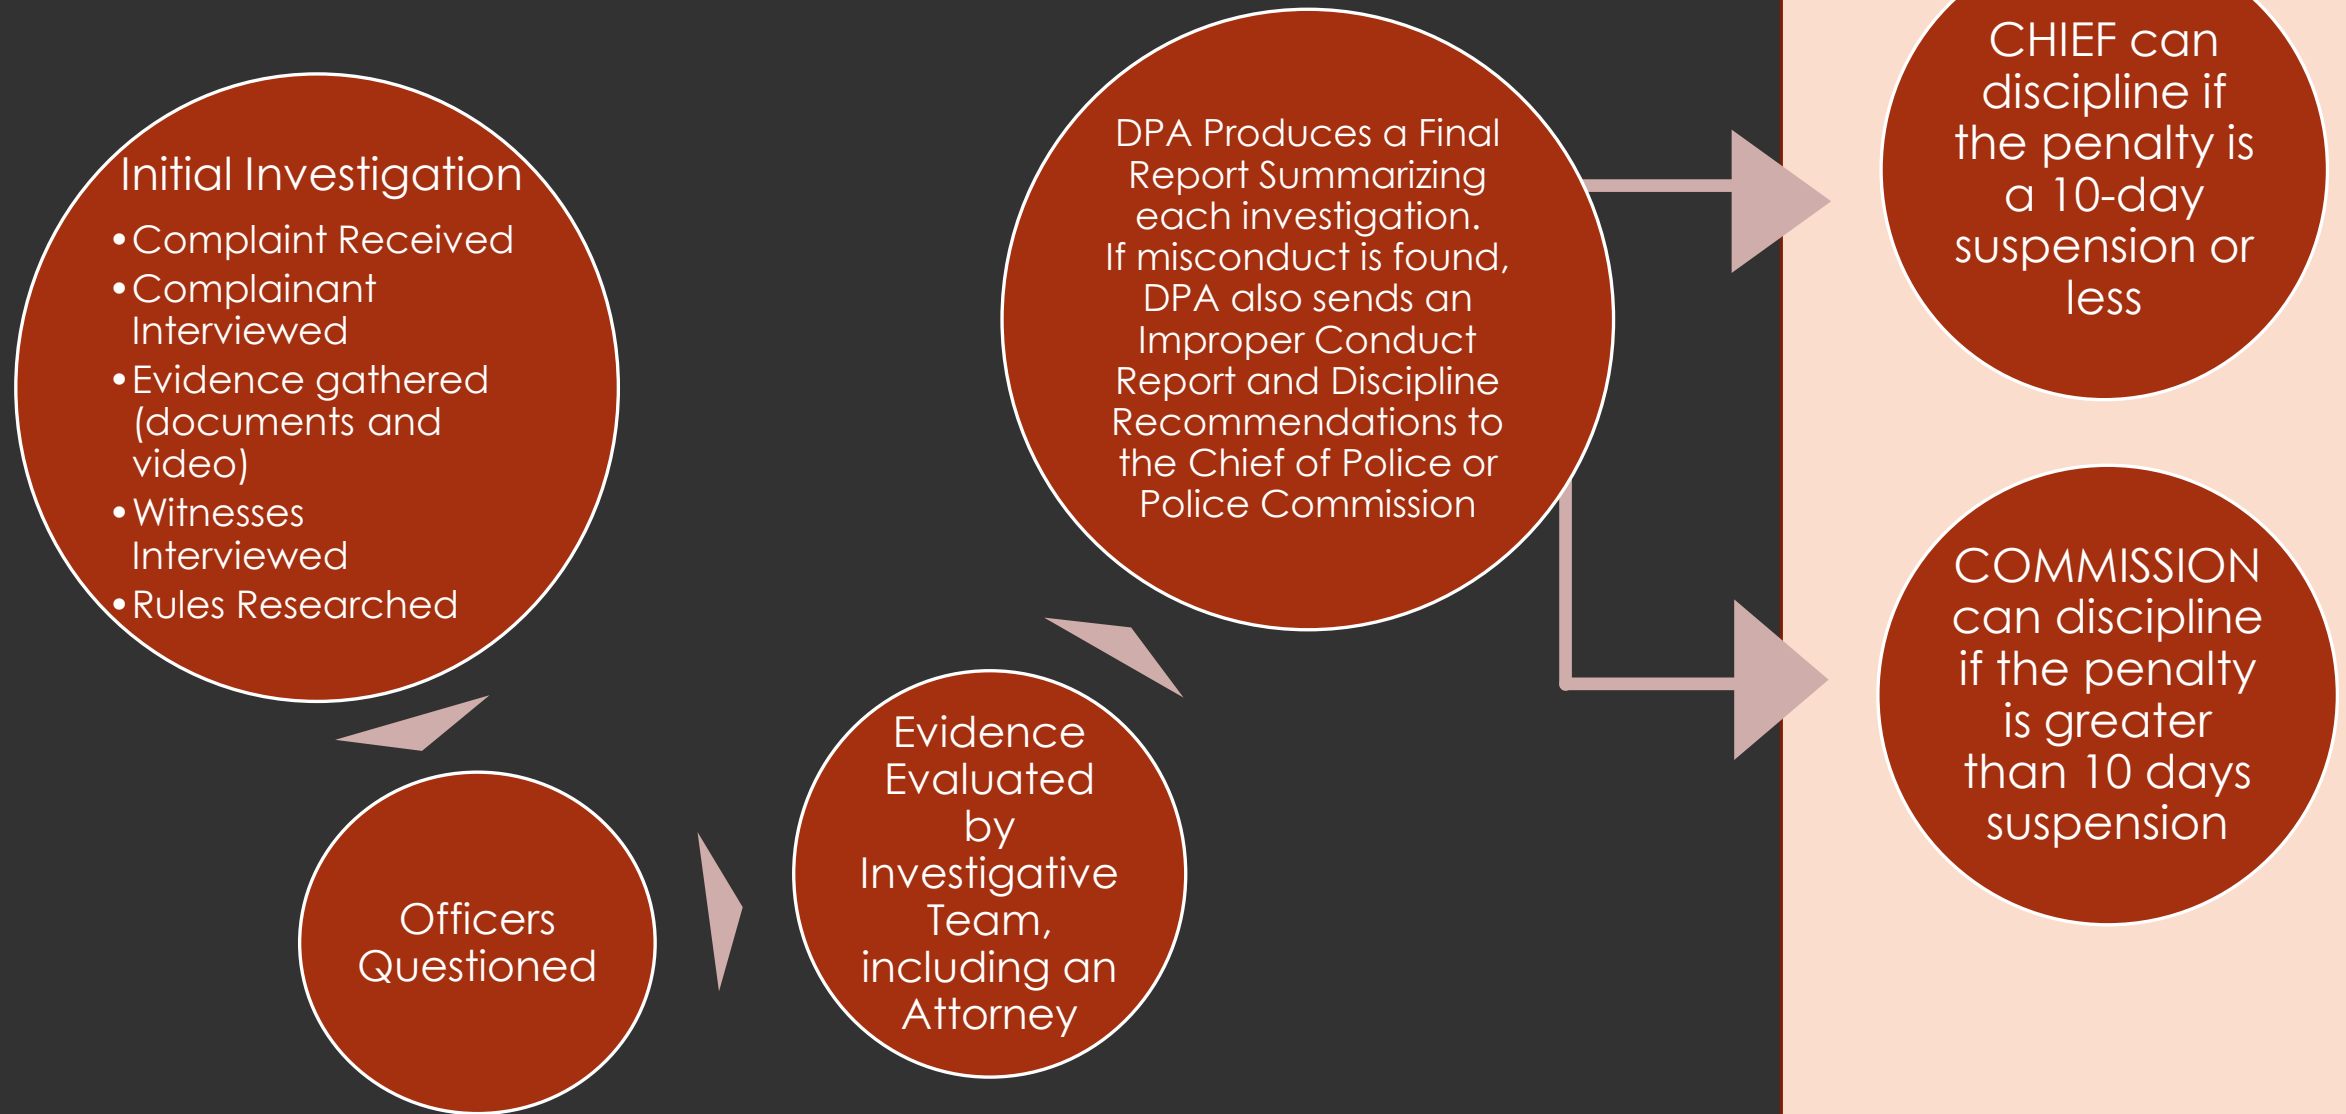 Initial Investigation
•Complaint Received
•Complainant
Interviewed
•Evidence gathered
(documents and
video)
•Witnesses
Interviewed
•Rules Researched
Officers
Questioned
Evidence
Evaluated
by
Investigative
Team,
including an
Attorney
DPA Produces a Final
Report Summarizing
each investigation.
If misconduct is found,
DPA also sends an
Improper Conduct
Report and Discipline
Recommendations to
the Chief of Police or
Police Commission
CHIEF can
discipline if
the penalty is
a 10-day
suspension or
less
COMMISSION
can discipline
if the penalty
is greater
than 10 days
suspension